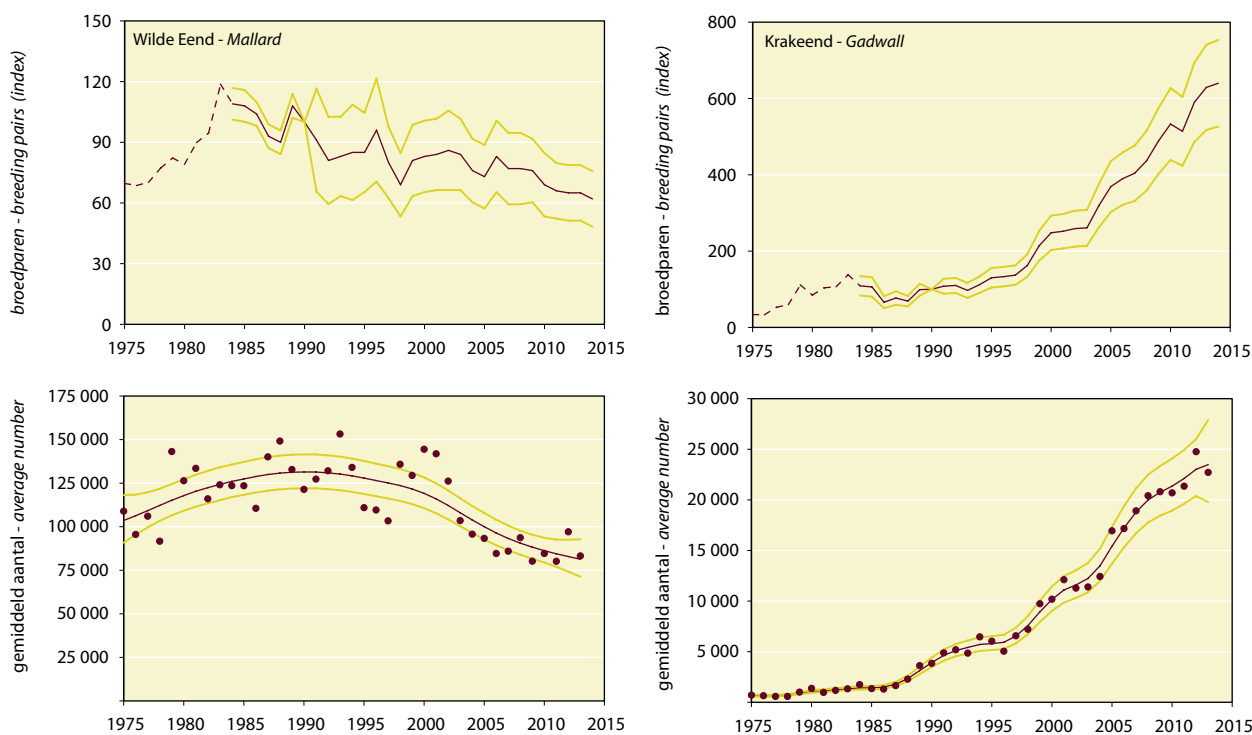 Wilde Eend - Mallard
broedparen - breeding pairs (index)
150
120
90
60
30
0
1975 1980 1985 1990 1995 2000 2005 2010 2015
Krakeend - Gadwall
broedparen - breeding pairs (index)
800
600
400
200
0
1975 1980 1985 1990 1995 2000 2005 2010 2015
gemiddeld aantal - average number
175 000
150 000
125 000
100 000
75 000
50 000
25 000
1975 1980 1985 1990 1995 2000 2005 2010 2015
gemiddeld aantal - average number
30 000
25 000
20 000
15 000
10 000
5 000
1975 1980 1985 1990 1995 2000 2005 2010 2015